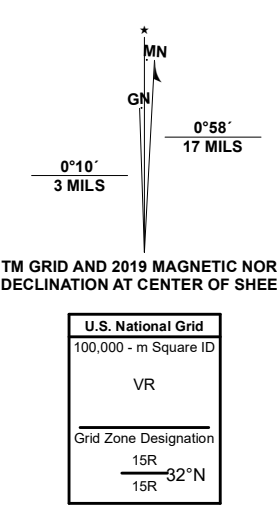 ★
MN
GN
0°58´
17 MILS
0°10´
3 MILS
TM GRID AND 2019 MAGNETIC NOR
DECLINATION AT CENTER OF SHEE
U.S. National Grid
100,000 - m Square ID
VR
Grid Zone Designation
15R
32°N
15R